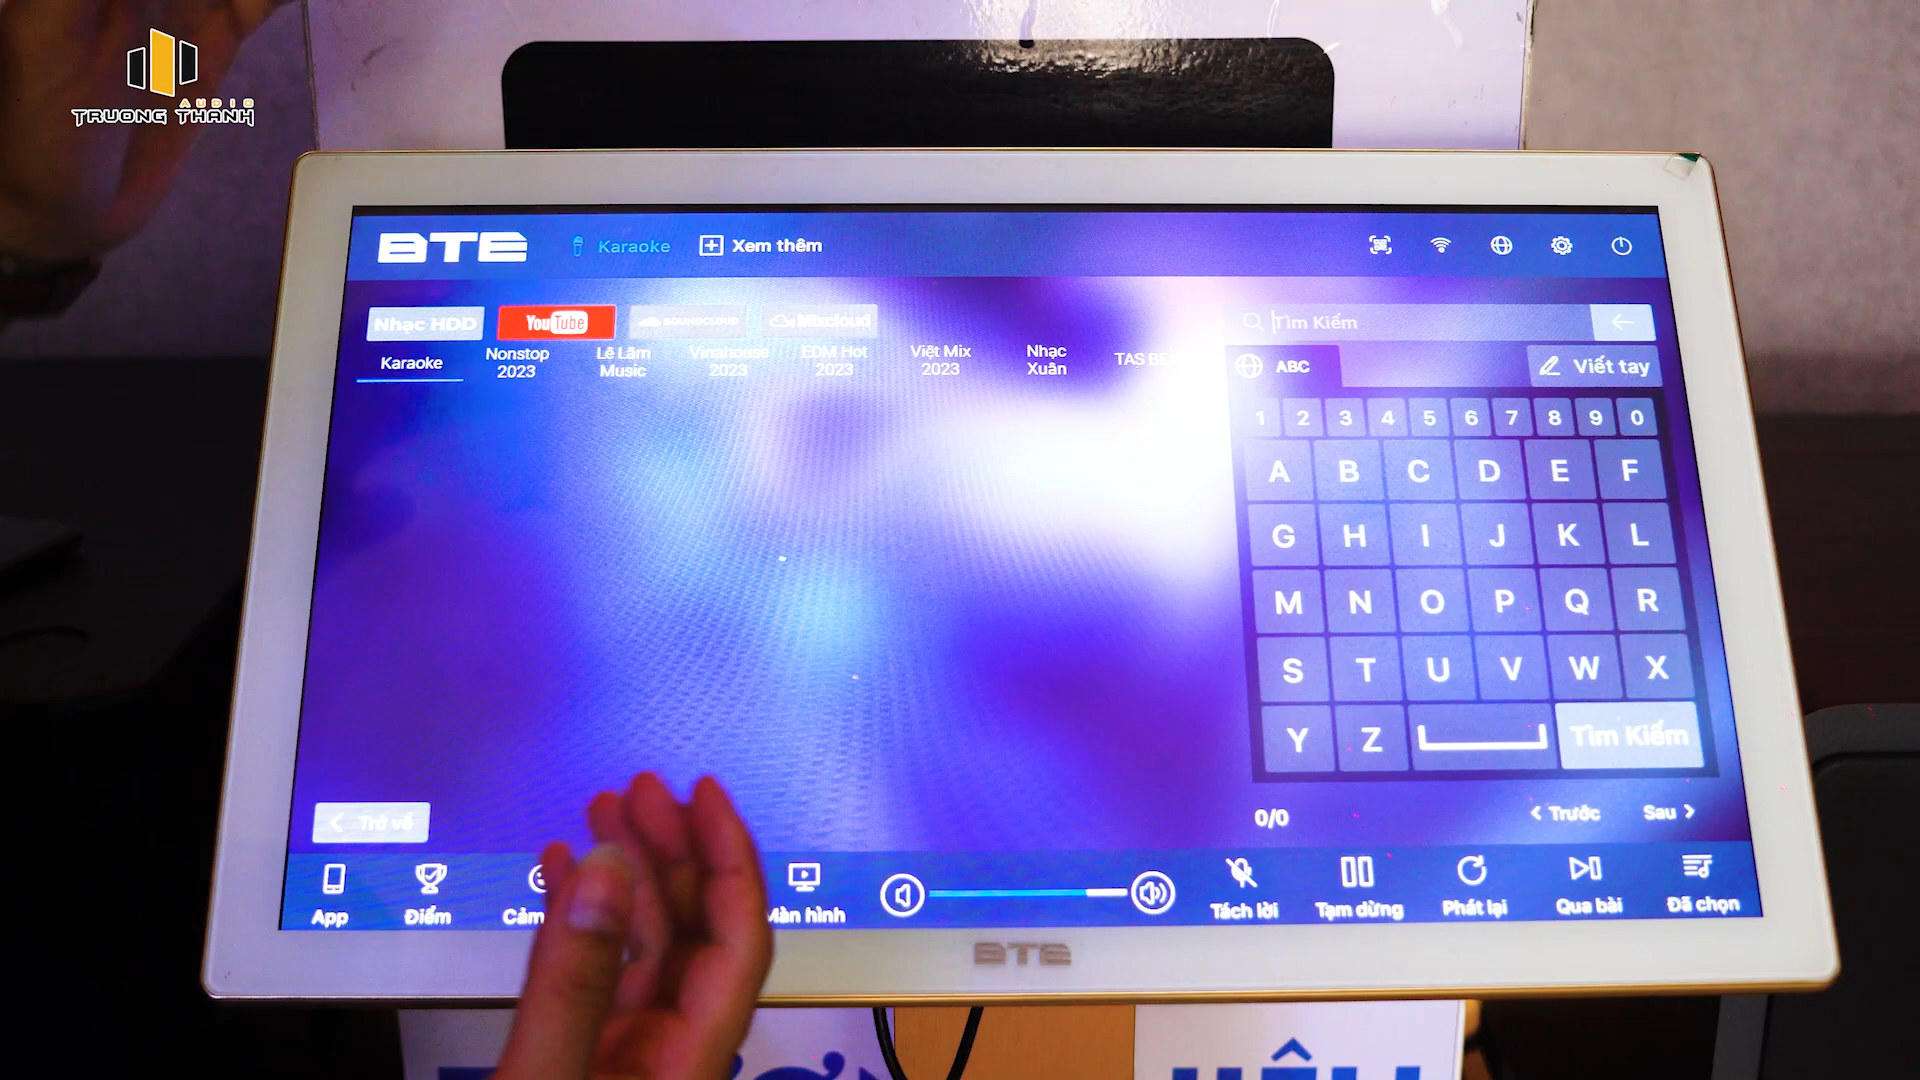 AUDIO
TRUONG THANH
BTE Karaoke Xem thêm
Nhạc HDD YouTube SOUNDCLOUD Mixcloud
Tìm Kiếm
Karaoke
Nonstop 2023
Lê Lâm Music
Vinahouse 2023
EDM Hot 2023
Việt Mix 2023
Nhạc Xuân
TAS
ABC Viết tay
1 2 3 4 5 6 7 8 9 0
A B C D E F
G H I J K L
M N O P Q R
S T U V W X
Y Z Tìm Kiếm
0/0 Trước Sau
Trở về
App Điểm Màn hình Tách lời Tạm dừng Phát lại Qua bài Đã chọn
BTE